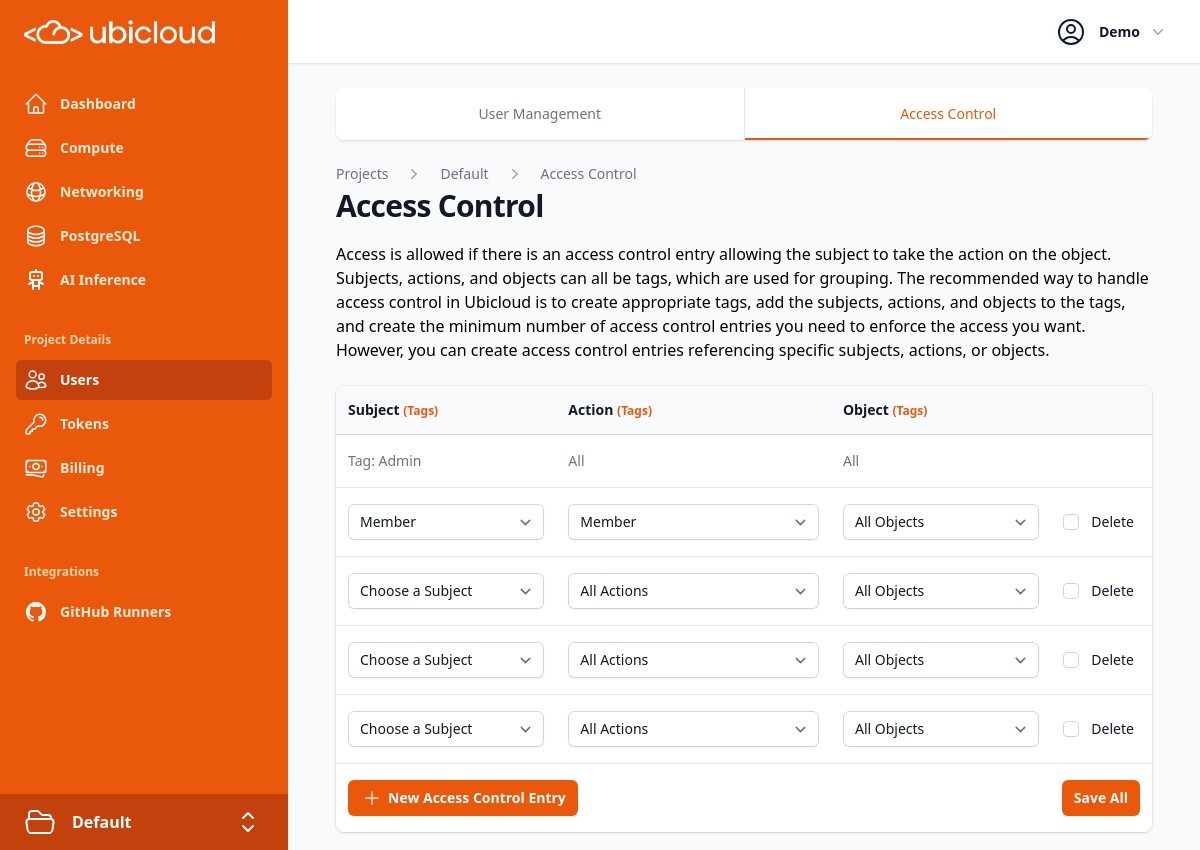 ubicloud
Demo
Dashboard
Compute
Networking
PostgreSQL
AI Inference
Project Details
Users
Tokens
Billing
Settings
Integrations
GitHub Runners
Default
User Management
Access Control
Projects
Default
Access Control
Access Control
Access is allowed if there is an access control entry allowing the subject to take the action on the object.
Subjects, actions, and objects can all be tags, which are used for grouping. The recommended way to handle
access control in Ubicloud is to create appropriate tags, add the subjects, actions, and objects to the tags,
and create the minimum number of access control entries you need to enforce the access you want.
However, you can create access control entries referencing specific subjects, actions, or objects.
Subject (Tags) Action (Tags) Object (Tags)
Tag: Admin All All
Member Member All Objects Delete
Choose a Subject All Actions All Objects Delete
Choose a Subject All Actions All Objects Delete
Choose a Subject All Actions All Objects Delete
New Access Control Entry Save All